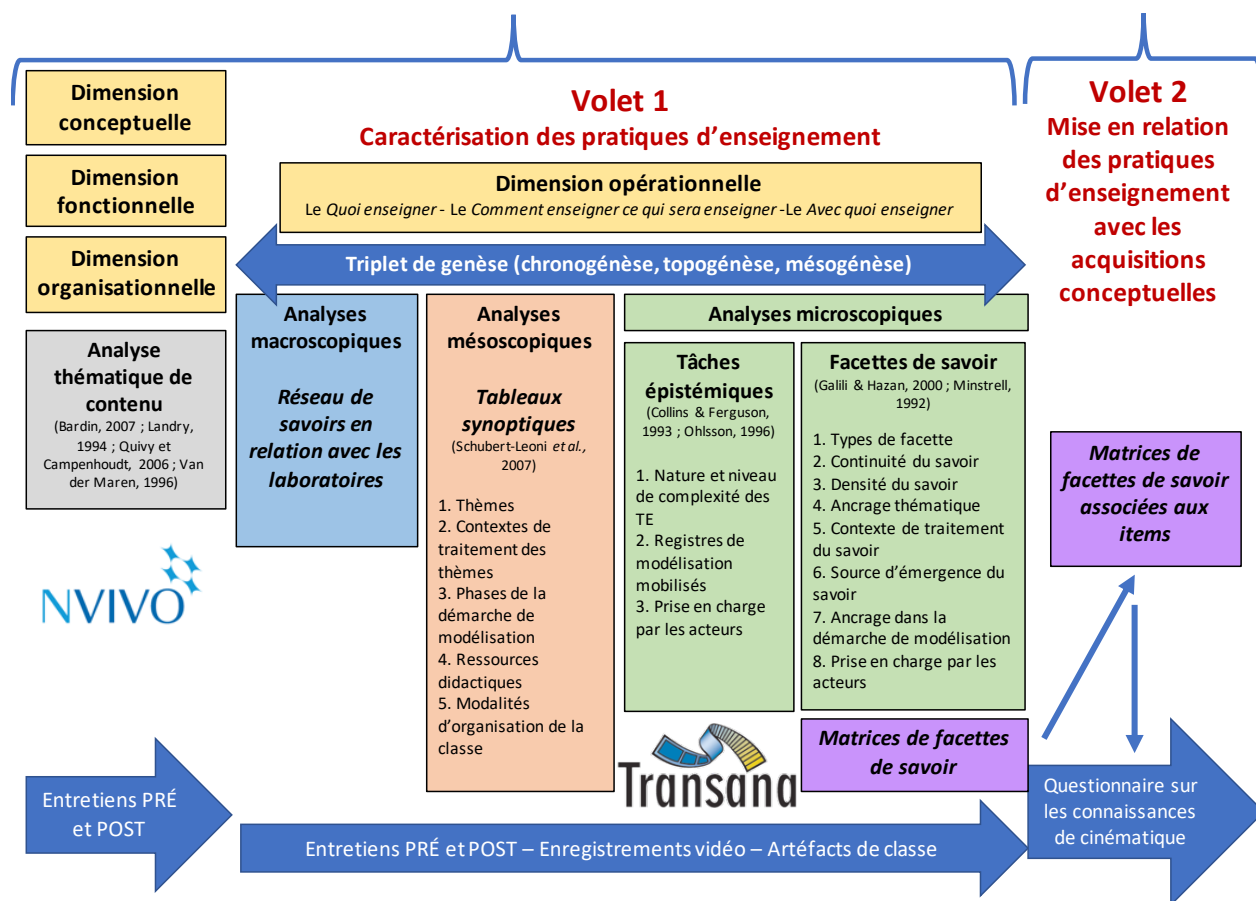 Dimension
conceptuelle
Dimension
fonctionnelle
Dimension
organisationnelle
Analyse
thématique de
contenu
(Bardin, 2007 ; Landry,
1994 ; Quivy et
Campenhoudt, 2006 ; Van
der Maren, 1996)
NVIVO
Entretiens PRÉ
et POST
Volet 1
Caractérisation des pratiques d’enseignement
Dimension opérationnelle
Le Quoi enseigner - Le Comment enseigner ce qui sera enseigner -Le Avec quoi enseigner
Triplet de genèse (chronogénèse, topogénèse, mésogénèse)
Analyses
macroscopiques
Réseau de
savoirs en
relation avec les
laboratoires
Analyses
mésoscopiques
Tableaux
synoptiques
(Schubert-Leoni et al.,
2007)
1. Thèmes
2. Contextes de
traitement des
thèmes
3. Phases de la
démarche de
modélisation
4. Ressources
didactiques
5. Modalités
d’organisation de la
classe
Analyses microscopiques
Tâches
épistémiques
(Collins & Ferguson,
1993 ; Ohlsson, 1996)
1. Nature et niveau
de complexité des
TE
2. Registres de
modélisation
mobilisés
3. Prise en charge
par les acteurs
Transana
Facettes de savoir
(Galili & Hazan, 2000 ; Minstrell,
1992)
1. Types de facette
2. Continuité du savoir
3. Densité du savoir
4. Ancrage thématique
5. Contexte de traitement
du savoir
6. Source d’émergence du
savoir
7. Ancrage dans la
démarche de modélisation
8. Prise en charge par les
acteurs
Matrices de facettes
de savoir
Entretiens PRÉ et POST – Enregistrements vidéo – Artéfacts de classe
Volet 2
Mise en relation
des pratiques
d’enseignement
avec les
acquisitions
conceptuelles
Matrices de
facettes de savoir
associées aux
items
Questionnaire sur
les connaissances
de cinématique